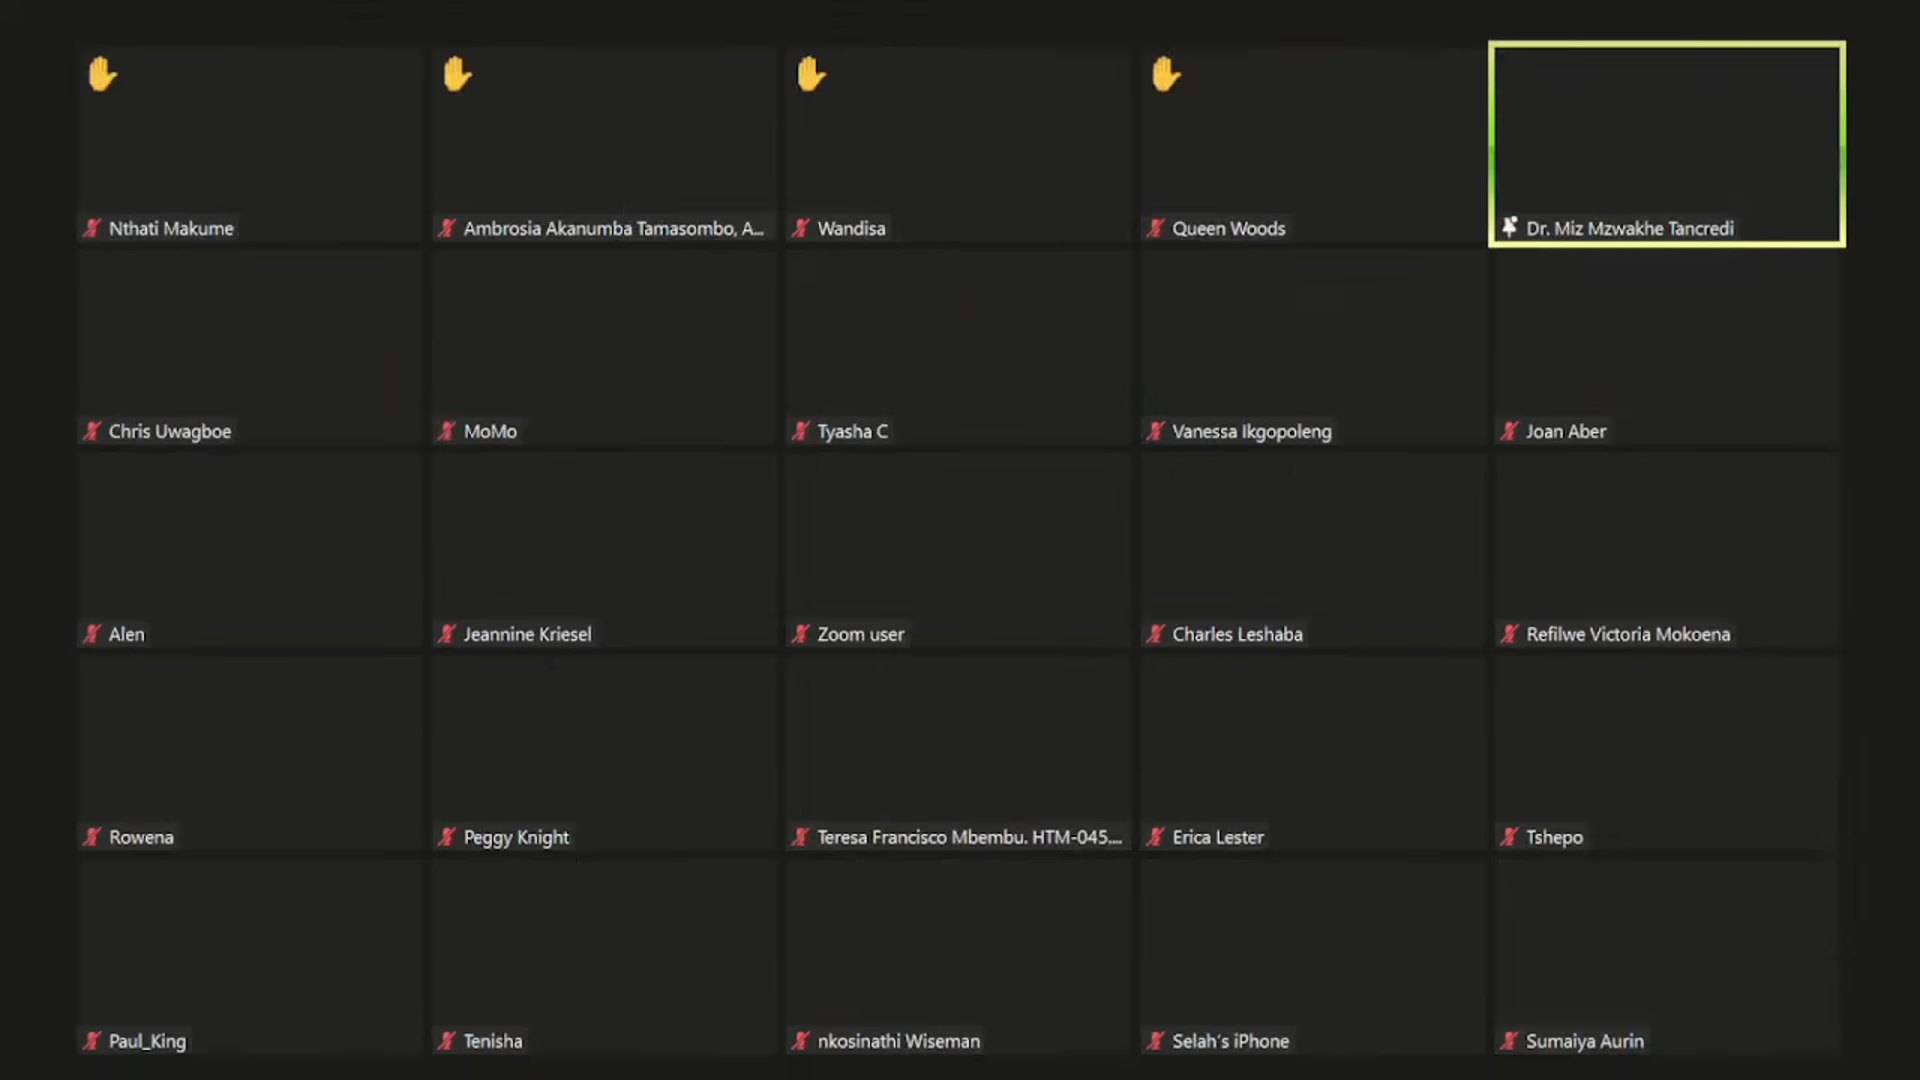 Nthati Makume
Ambrosia Akanumba Tamasombo, A...
Wandisa
Queen Woods
Dr. Miz Mzwakhe Tancredi
Chris Uwagboe
MoMo
Tyasha C
Vanessa Ikgopoleng
Joan Aber
Alen
Jeannine Kriesel
Zoom user
Charles Leshaba
Refilwe Victoria Mokoena
Rowena
Peggy Knight
Teresa Francisco Mbembu. HTM-045....
Erica Lester
Tshepo
Paul_King
Tenisha
nkosinathi Wiseman
Selah's iPhone
Sumaiya Aurin